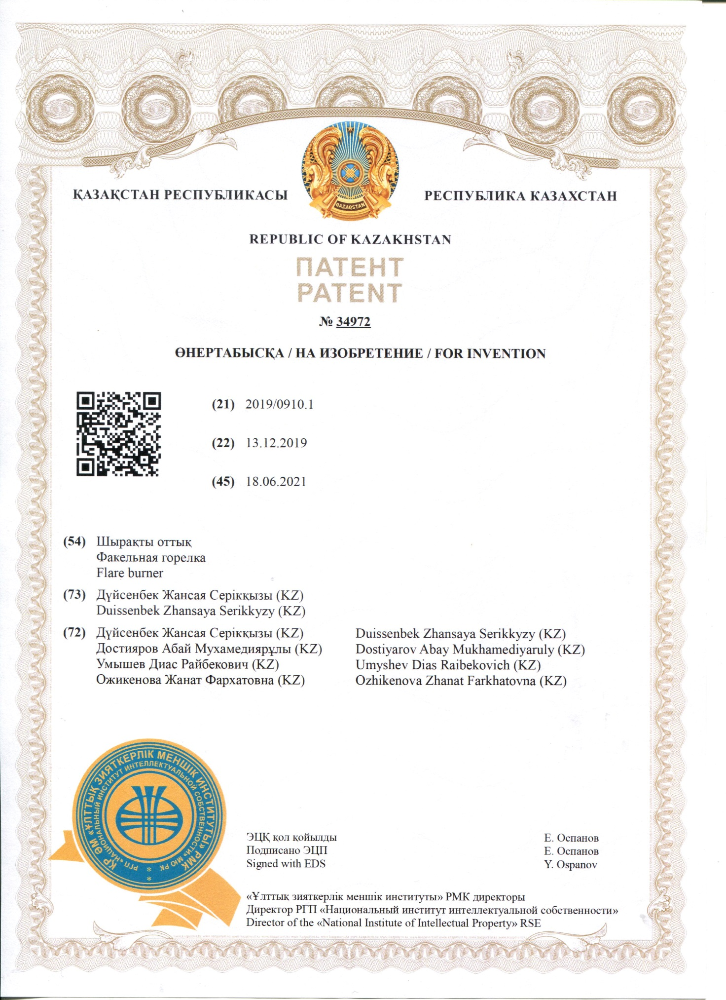 ҚАЗАҚСТАН РЕСПУБЛИКАСЫ
РЕСПУБЛИКА КАЗАХСТАН
QAZAQSTAN
REPUBLIC OF KAZAKHSTAN
ПАТЕНТ
PATENT
№ 34972
ӨНЕРТАБЫСҚА / НА ИЗОБРЕТЕНИЕ / FOR INVENTION
(21) 2019/0910.1
(22) 13.12.2019
(45) 18.06.2021
(54) Шырақты оттық
Факельная горелка
Flare burner
(73) Дүйсенбек Жансая Серікқызы (KZ)
Duissenbek Zhansaya Serikkyzy (KZ)
(72) Дүйсенбек Жансая Серікқызы (KZ) Duissenbek Zhansaya Serikkyzy (KZ)
Достияров Абай Мухамедиярұлы (KZ) Dostiyarov Abay Mukhamediyaruly (KZ)
Умышев Диас Райбекович (KZ) Umyshev Dias Raibekovich (KZ)
Ожикенова Жанат Фархатовна (KZ) Ozhikenova Zhanat Farkhatovna (KZ)
ҚР ӘМ «ҰЛТТЫҚ ЗИЯТКЕРЛІК МЕНШІК ИНСТИТУТЫ» РМК
РГП «НАЦИОНАЛЬНЫЙ ИНСТИТУТ ИНТЕЛЛЕКТУАЛЬНОЙ СОБСТВЕННОСТИ» МЮ РК
ЭЦҚ қол қойылды Е. Оспанов
Подписано ЭЦП Е. Оспанов
Signed with EDS Y. Ospanov
«Ұлттық зияткерлік меншік институты» РМК директоры
Директор РГП «Национальный институт интеллектуальной собственности»
Director of the «National Institute of Intellectual Property» RSE